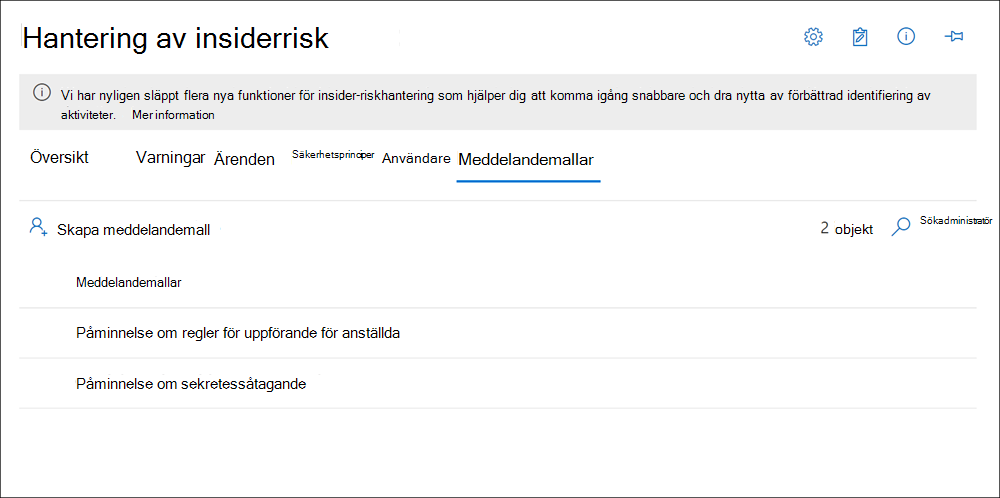 Hantering av insiderrisk
Vi har nyligen släppt flera nya funktioner för insider-riskhantering som hjälper dig att komma igång snabbare och dra nytta av förbättrad identifiering av
aktiviteter. Mer information
Översikt Varningar Ärenden Säkerhetsprinciper Användare Meddelandemallar
Skapa meddelandemall 2 objekt Sökadministratör
Meddelandemallar
Påminnelse om regler för uppförande för anställda
Påminnelse om sekretessåtagande